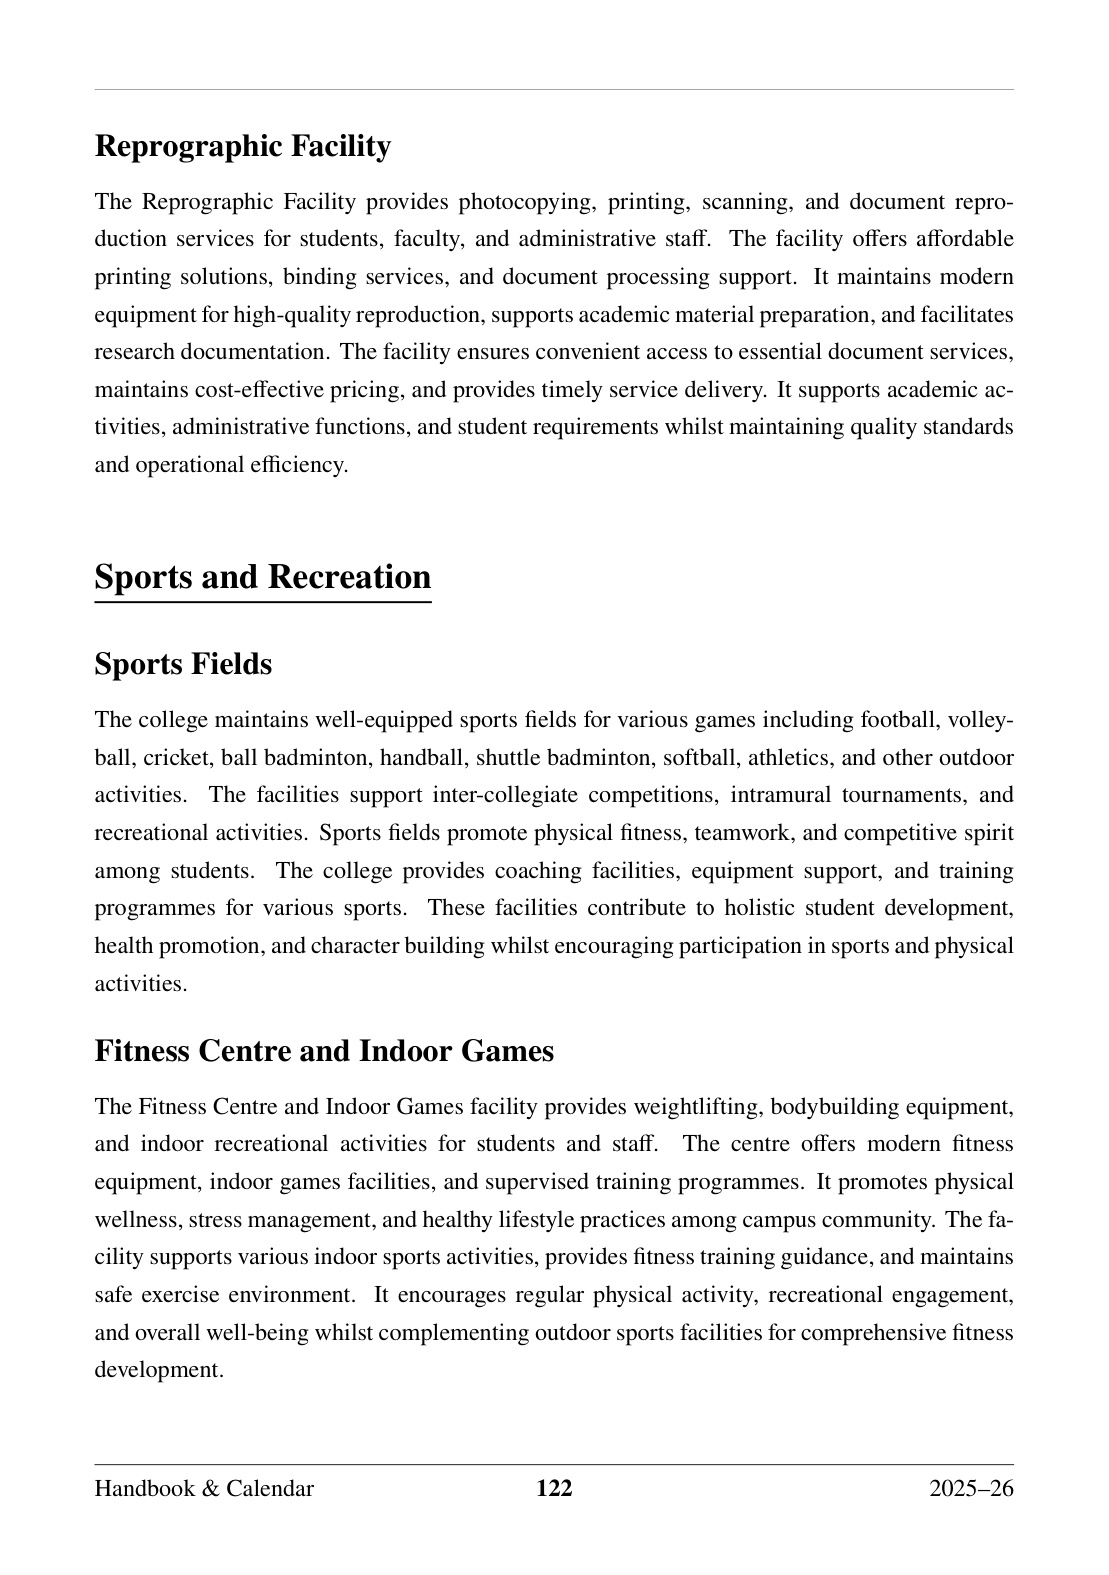 Reprographic Facility
The Reprographic Facility provides photocopying, printing, scanning, and document repro-
duction services for students, faculty, and administrative staff. The facility offers affordable
printing solutions, binding services, and document processing support. It maintains modern
equipment for high-quality reproduction, supports academic material preparation, and facilitates
research documentation. The facility ensures convenient access to essential document services,
maintains cost-effective pricing, and provides timely service delivery. It supports academic ac-
tivities, administrative functions, and student requirements whilst maintaining quality standards
and operational efficiency.
Sports and Recreation
Sports Fields
The college maintains well-equipped sports fields for various games including football, volley-
ball, cricket, ball badminton, handball, shuttle badminton, softball, athletics, and other outdoor
activities. The facilities support inter-collegiate competitions, intramural tournaments, and
recreational activities. Sports fields promote physical fitness, teamwork, and competitive spirit
among students. The college provides coaching facilities, equipment support, and training
programmes for various sports. These facilities contribute to holistic student development,
health promotion, and character building whilst encouraging participation in sports and physical
activities.
Fitness Centre and Indoor Games
The Fitness Centre and Indoor Games facility provides weightlifting, bodybuilding equipment,
and indoor recreational activities for students and staff. The centre offers modern fitness
equipment, indoor games facilities, and supervised training programmes. It promotes physical
wellness, stress management, and healthy lifestyle practices among campus community. The fa-
cility supports various indoor sports activities, provides fitness training guidance, and maintains
safe exercise environment. It encourages regular physical activity, recreational engagement,
and overall well-being whilst complementing outdoor sports facilities for comprehensive fitness
development.
Handbook & Calendar 122 2025–26